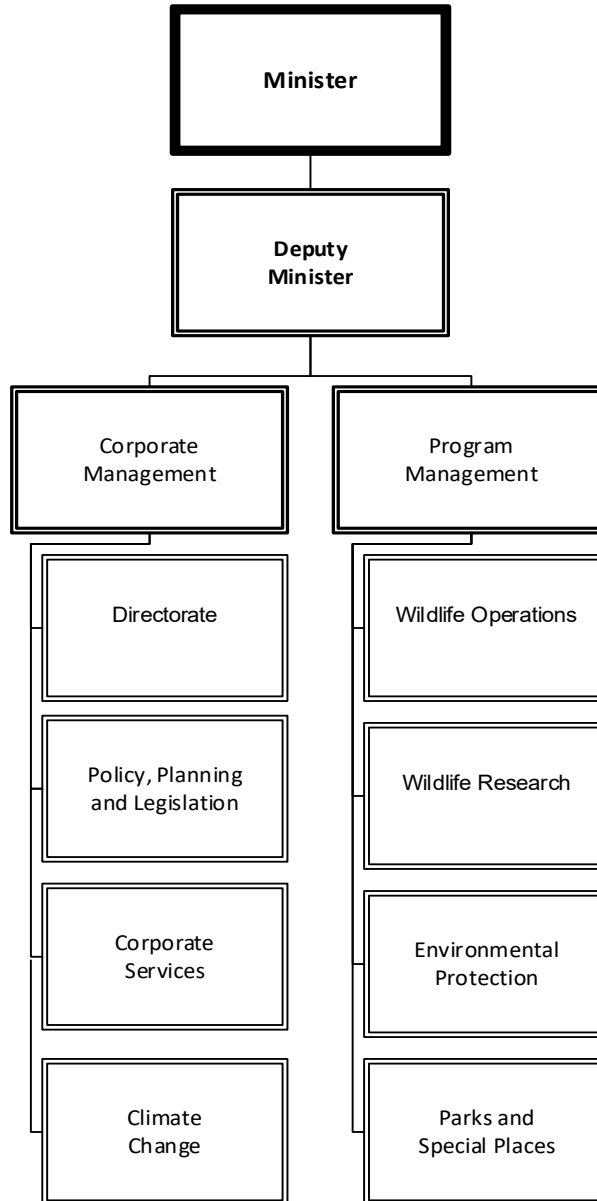 Minister
Deputy
Minister
Corporate
Management
Program
Management
Directorate
Wildlife Operations
Policy, Planning
and Legislation
Wildlife Research
Corporate
Services
Environmental
Protection
Climate
Change
Parks and
Special Places